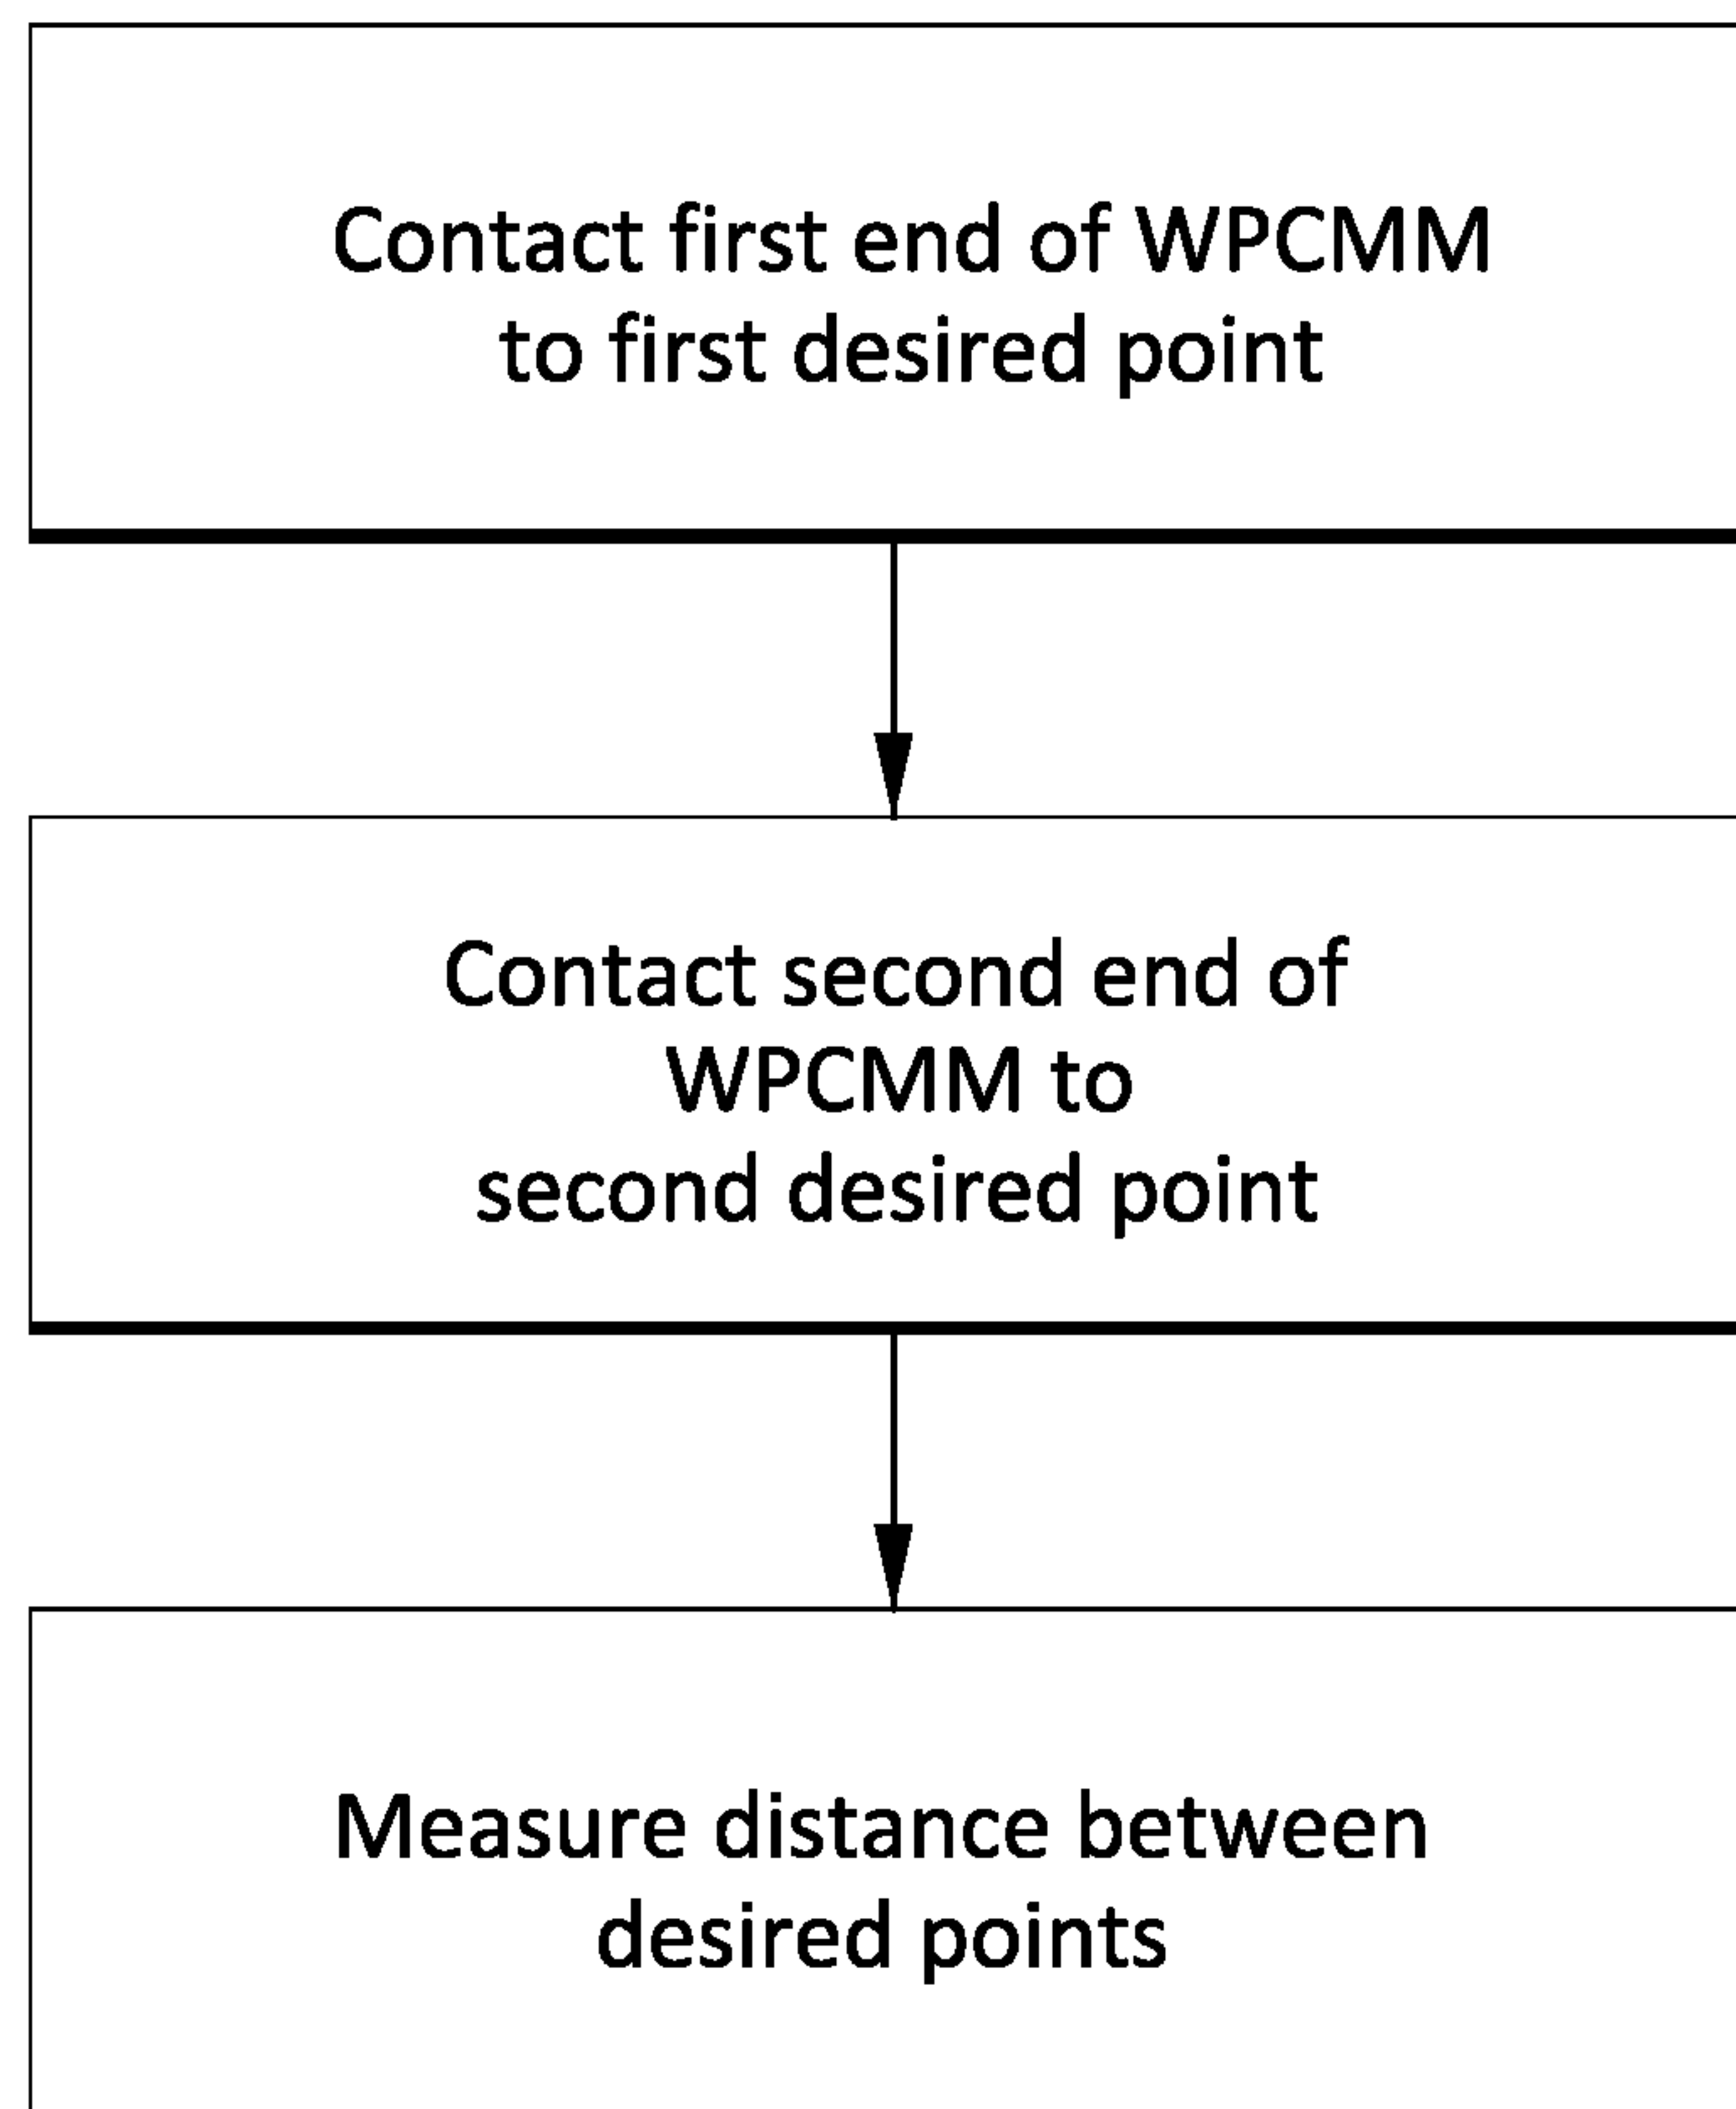 Contact first end of WPCMM
to first desired point
Contact second end of
WPCMM to
second desired point
Measure distance between
desired points